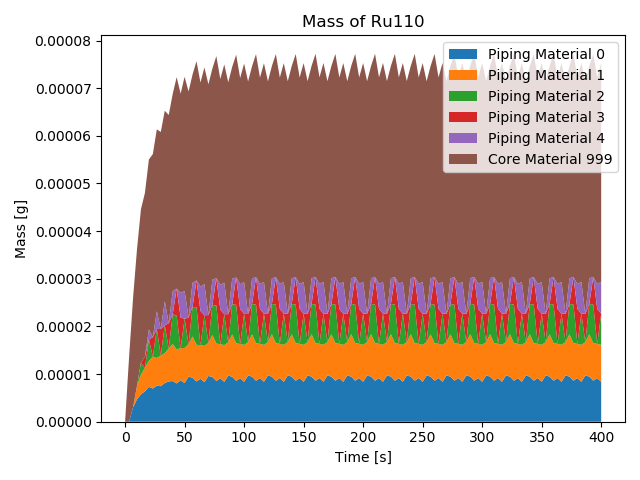 Mass of Ru110
0.00008
0.00007
0.00006
0.00005
0.00004
0.00003
0.00002
0.00001
0.00000
Mass [g]
Piping Material 0
Piping Material 1
Piping Material 2
Piping Material 3
Piping Material 4
Core Material 999
0 50 100 150 200 250 300 350 400
Time [s]